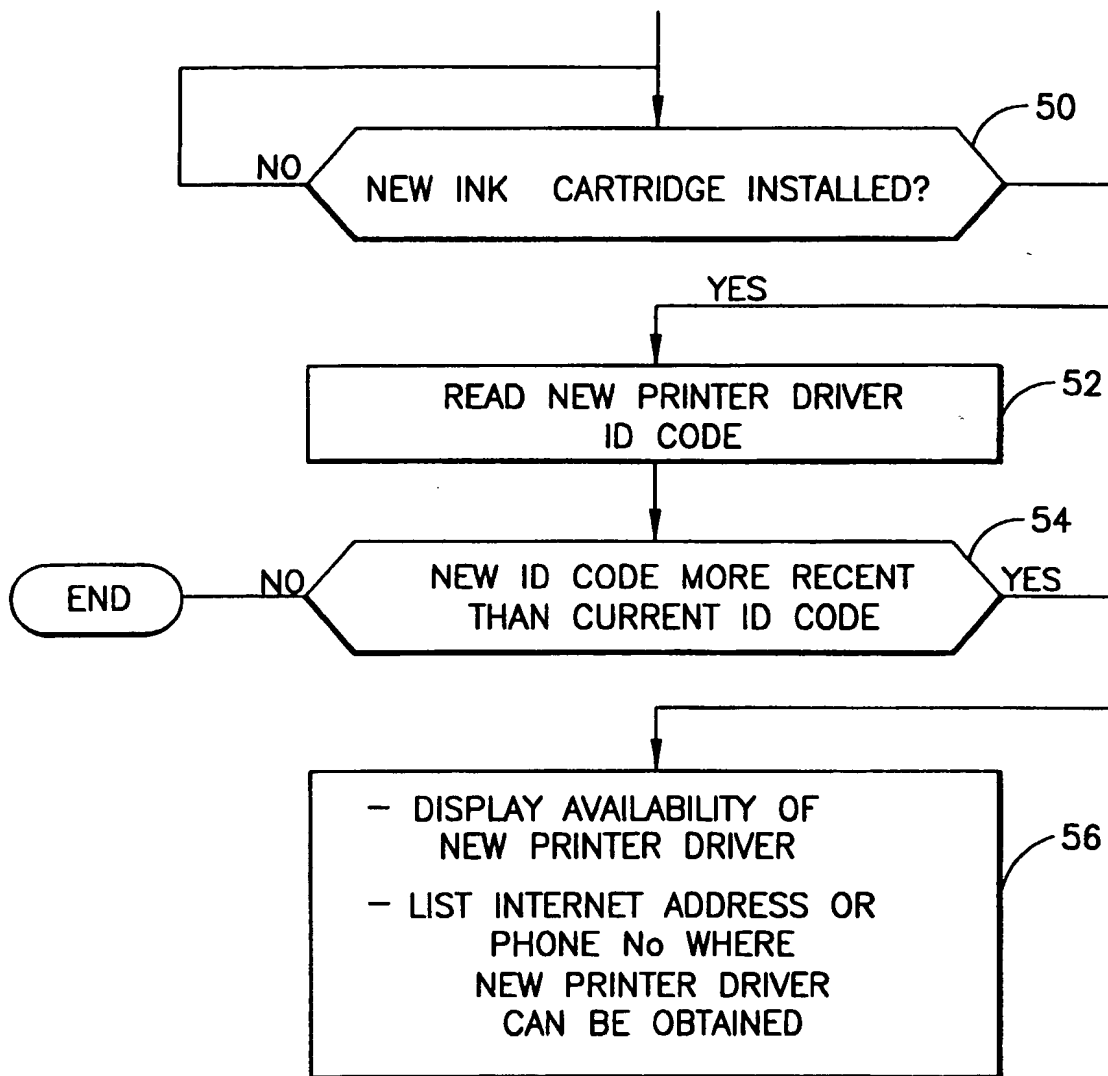 50
NO
NEW INK CARTRIDGE INSTALLED?
YES
READ NEW PRINTER DRIVER
ID CODE
52
54
END
NO
NEW ID CODE MORE RECENT
THAN CURRENT ID CODE
YES
- DISPLAY AVAILABILITY OF
NEW PRINTER DRIVER
- LIST INTERNET ADDRESS OR
PHONE No WHERE
NEW PRINTER DRIVER
CAN BE OBTAINED
56